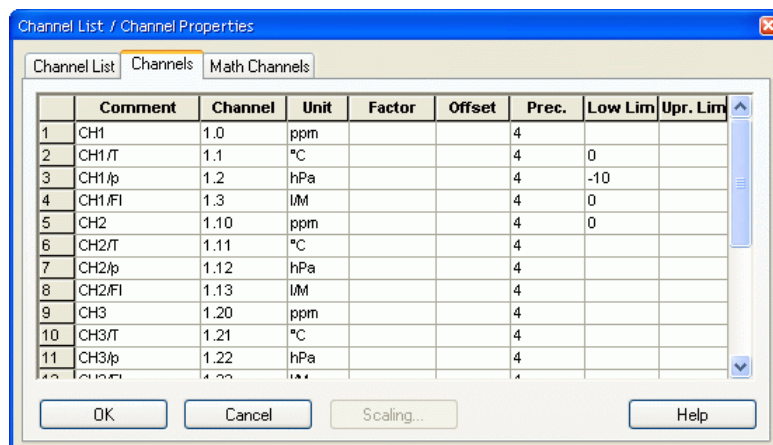 Channel List / Channel Properties
Channel List Channels Math Channels
Comment Channel Unit Factor Offset Prec. Low Lim Upr. Lim
1 CH1 1.0 ppm 4
2 CH1/T 1.1 °C 4 0
3 CH1/p 1.2 hPa 4 -10
4 CH1/Fl 1.3 l/M 4 0
5 CH2 1.10 ppm 4 0
6 CH2/T 1.11 °C 4
7 CH2/p 1.12 hPa 4
8 CH2/Fl 1.13 l/M 4
9 CH3 1.20 ppm 4
10 CH3/T 1.21 °C 4
11 CH3/p 1.22 hPa 4
OK Cancel Scaling... Help